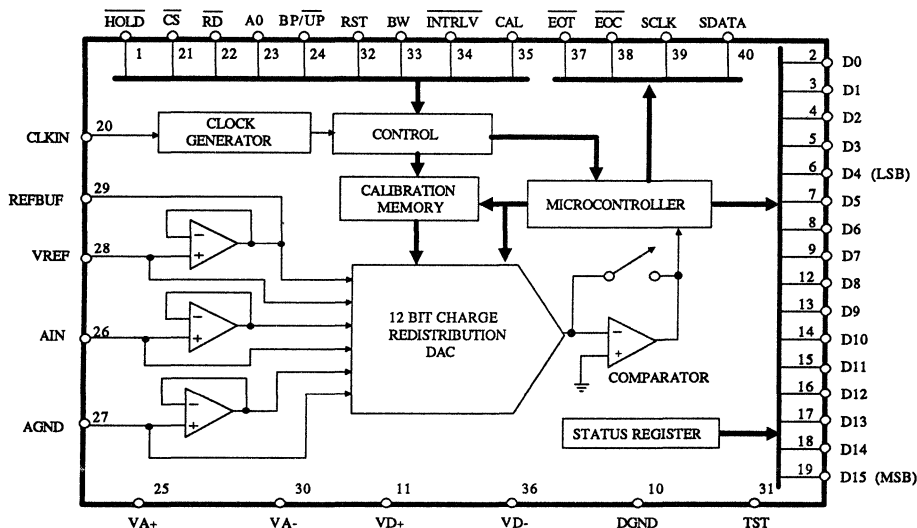 HOLD CS RD A0 BP/UP RST BW INTRLV CAL EOT EOC SCLK SDATA
1 21 22 23 24 32 33 34 35 37 38 39 40
2 D0
3 D1
4 D2
5 D3
6 D4 (LSB)
7 D5
8 D6
9 D7
12 D8
13 D9
14 D10
15 D11
16 D12
17 D13
18 D14
19 D15 (MSB)
CLKIN 20
CLOCK
GENERATOR
CONTROL
REFBUF 29
CALIBRATION
MEMORY
MICROCONTROLLER
VREF 28
- +
AIN 26
- +
AGND 27
- +
12 BIT CHARGE
REDISTRIBUTION
DAC
- +
COMPARATOR
STATUS REGISTER
25 30 11 36 10 31
VA+ VA- VD+ VD- DGND TST